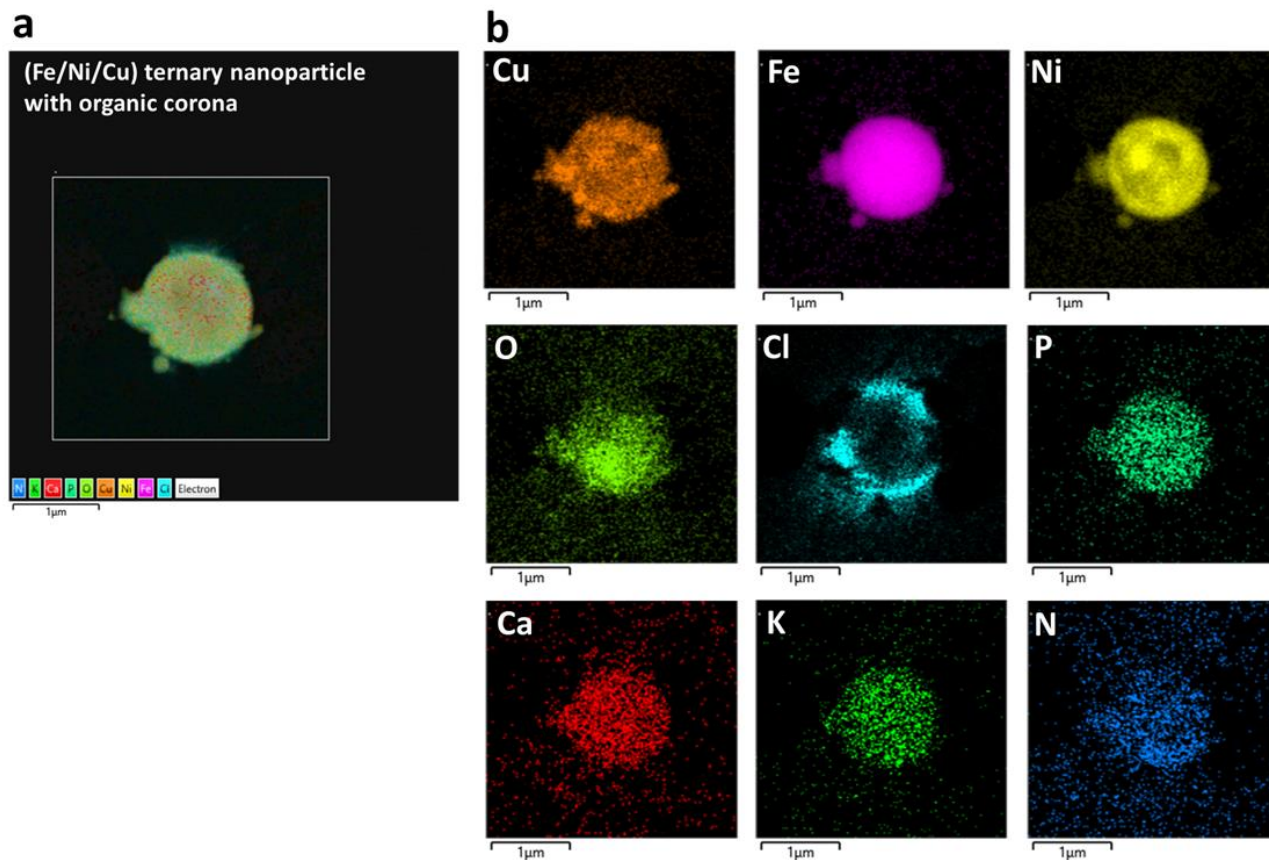 a
(Fe/Ni/Cu) ternary nanoparticle
with organic corona
N K Ca P O Cu Ni Fe Cl Electron
1µm
b
Cu Fe Ni
1µm 1µm 1µm
O Cl P
1µm 1µm 1µm
Ca K N
1µm 1µm 1µm